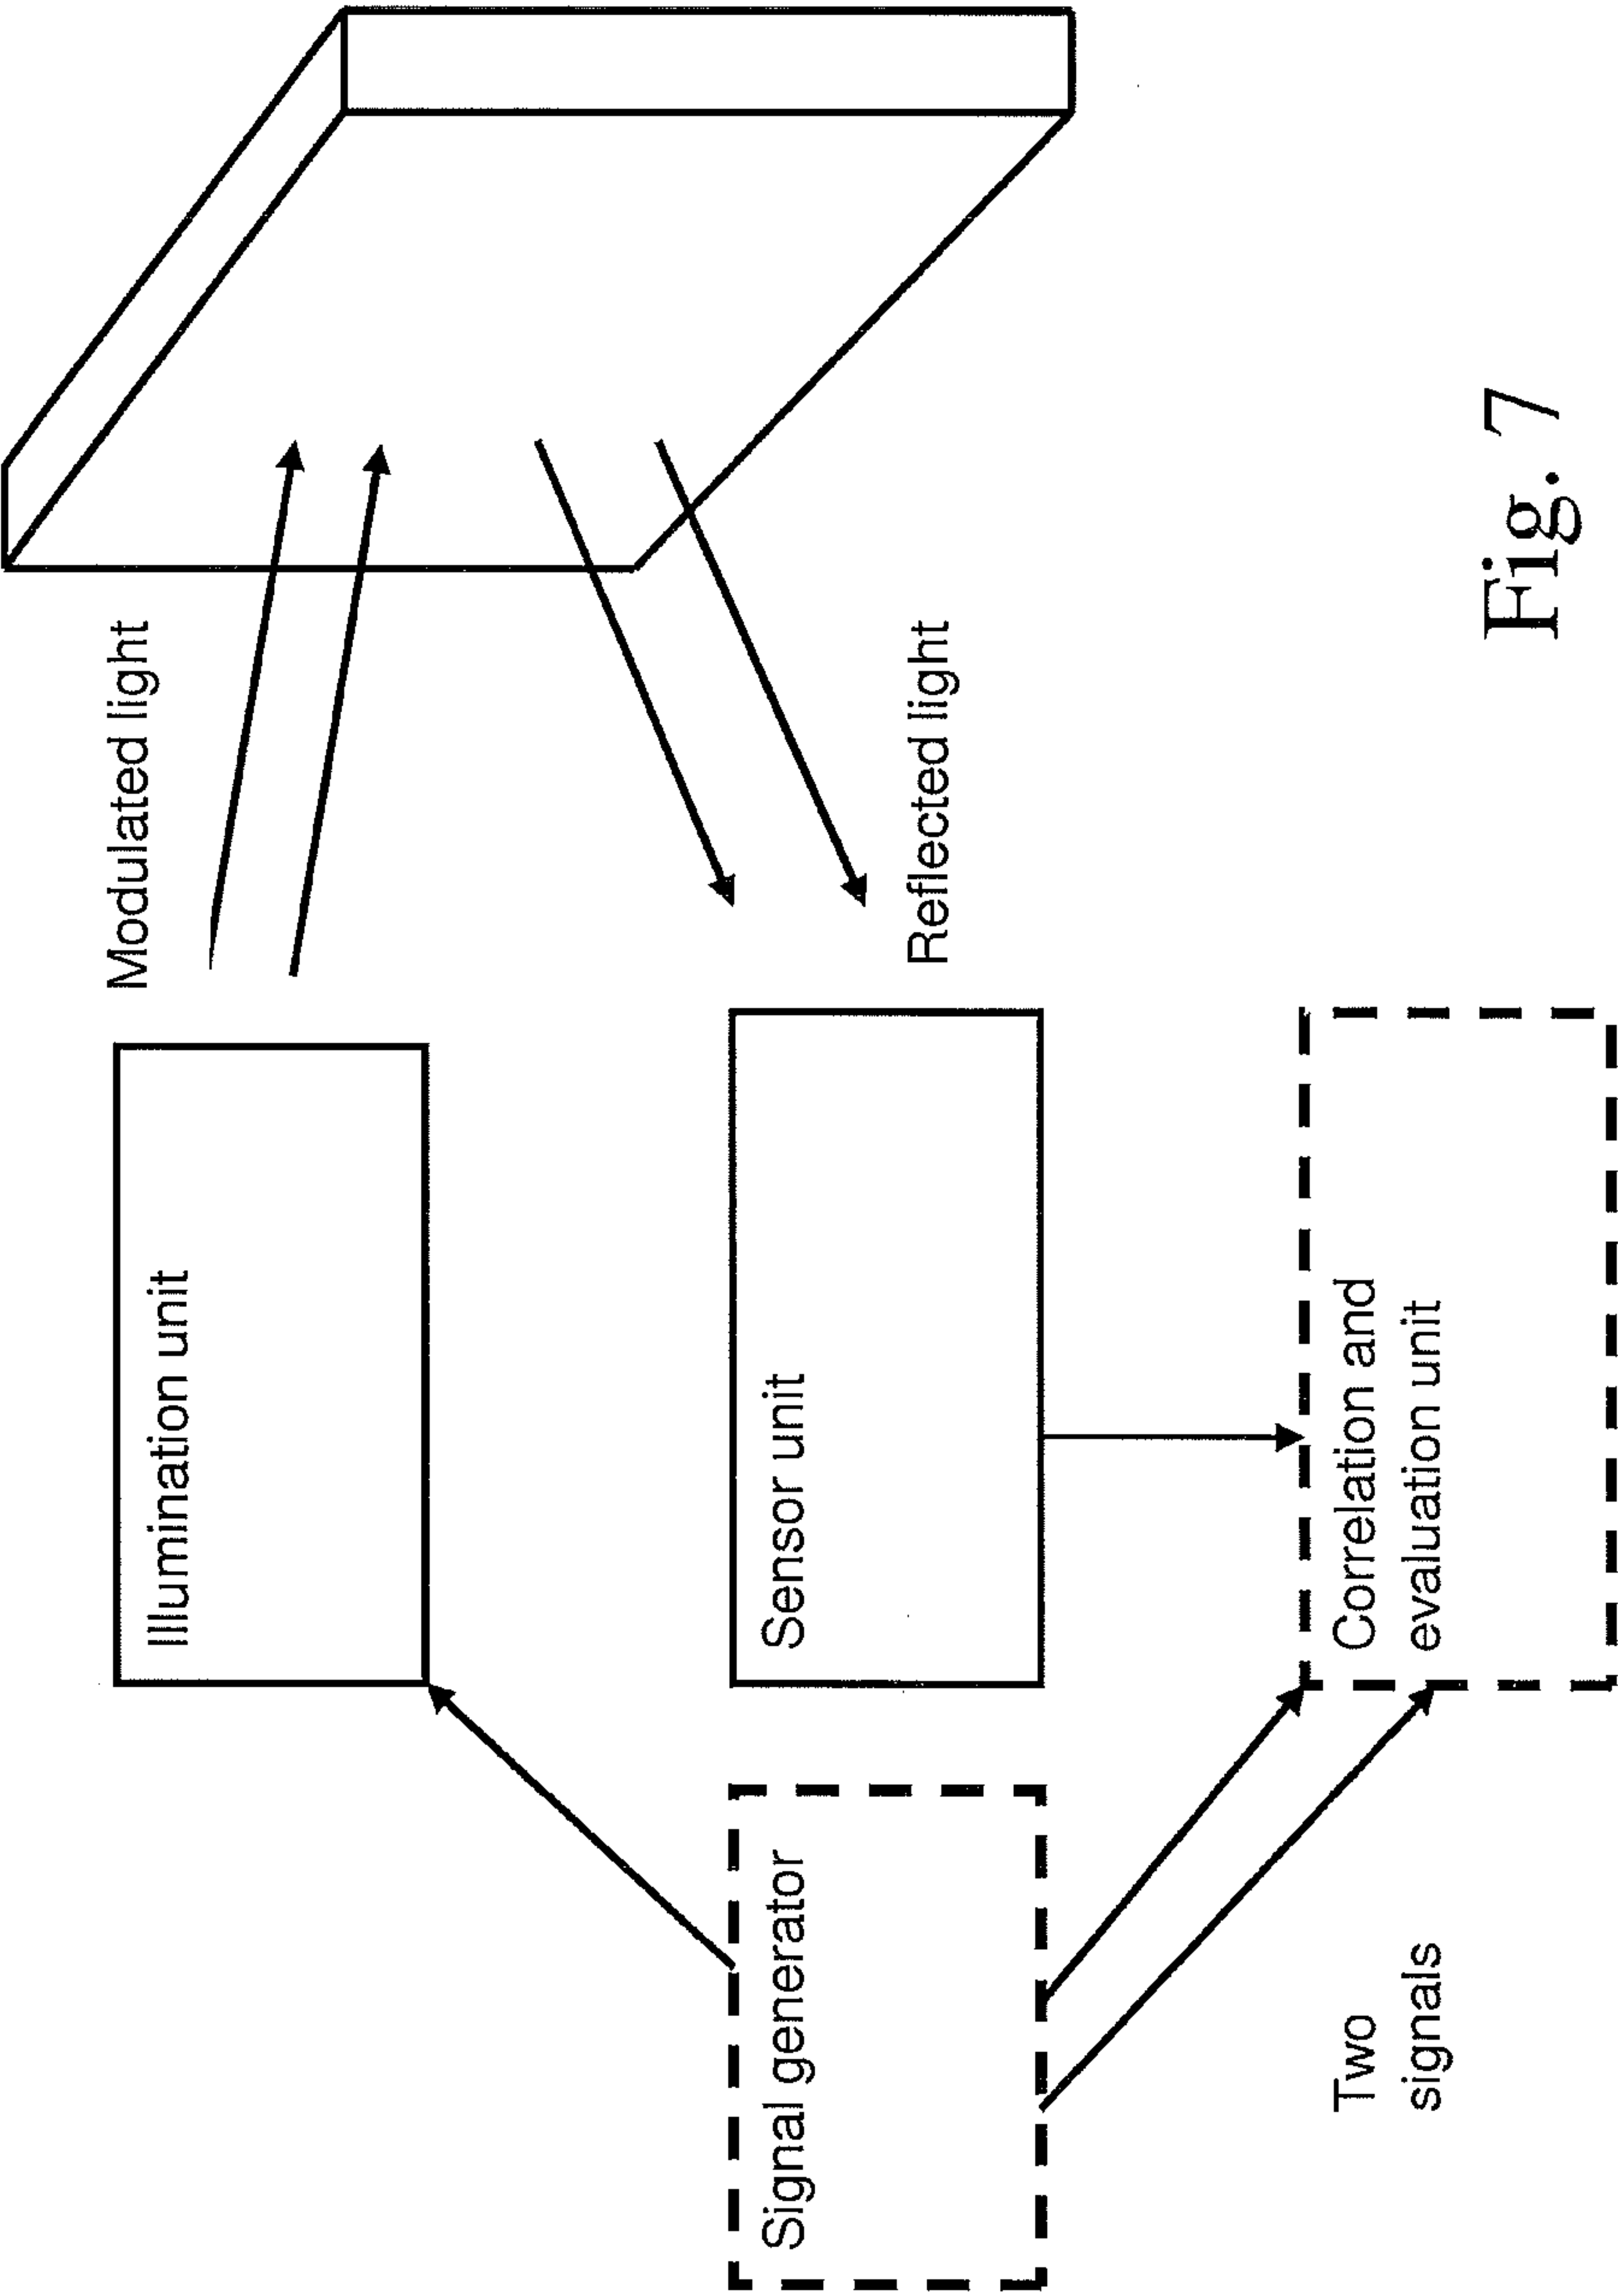 Modulated light
Illumination unit
Reflected light
Sensor unit
Signal generator
Correlation and
evaluation unit
Two
signals
Fig. 7